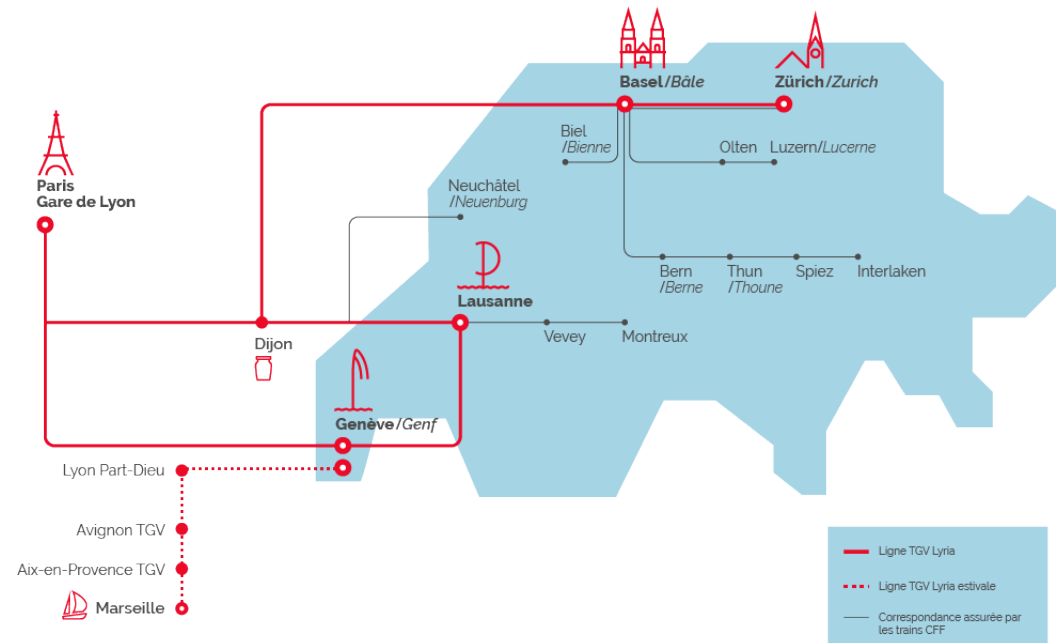 Basel/Bâle
Zürich/Zurich
Paris
Gare de Lyon
Biel
/Bienne
Olten
Luzern/Lucerne
Neuchâtel
/Neuenburg
Bern
/Berne
Thun
/Thoune
Spiez
Interlaken
Lausanne
Dijon
Vevey
Montreux
Genève/Genf
Lyon Part-Dieu
Avignon TGV
Aix-en-Provence TGV
Marseille
Ligne TGV Lyria
Ligne TGV Lyria estivale
Correspondance assurée par
les trains CFF